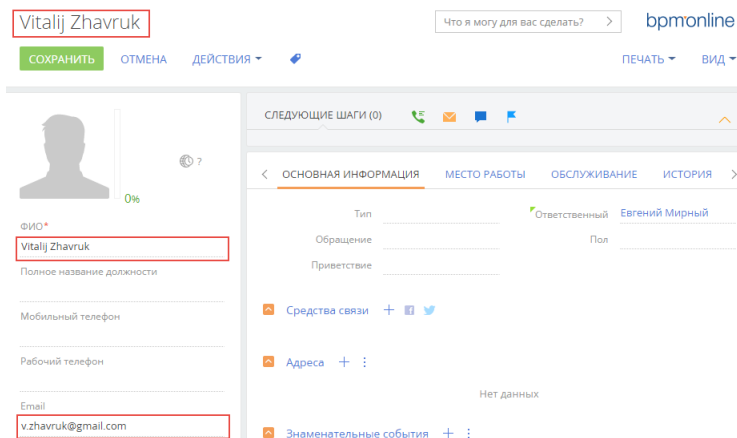 Vitalij Zhavruk
Что я могу для вас сделать? >
bpmonline
СОХРАНИТЬ ОТМЕНА ДЕЙСТВИЯ ПЕЧАТЬ ВИД
СЛЕДУЮЩИЕ ШАГИ (0)
?
0%
ОСНОВНАЯ ИНФОРМАЦИЯ МЕСТО РАБОТЫ ОБСЛУЖИВАНИЕ ИСТОРИЯ
ФИО*
Vitalij Zhavruk
Полное название должности
Мобильный телефон
Рабочий телефон
Email
v.zhavruk@gmail.com
Тип
Ответственный Евгений Мирный
Обращение
Пол
Приветствие
Средства связи
Адреса
Нет данных
Знаменательные события